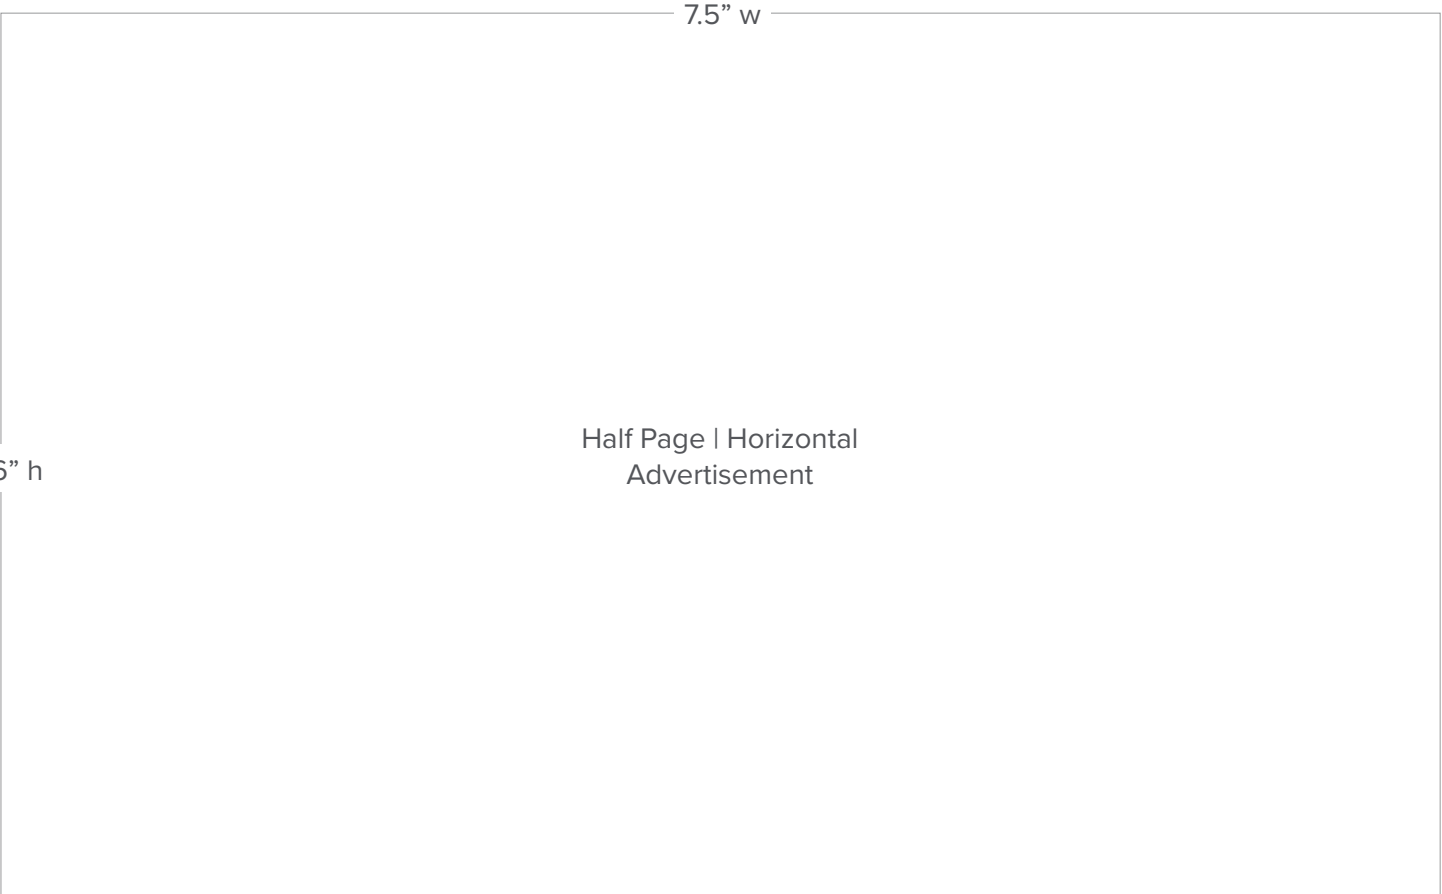 7.5” w
Half Page | Horizontal
Advertisement
h